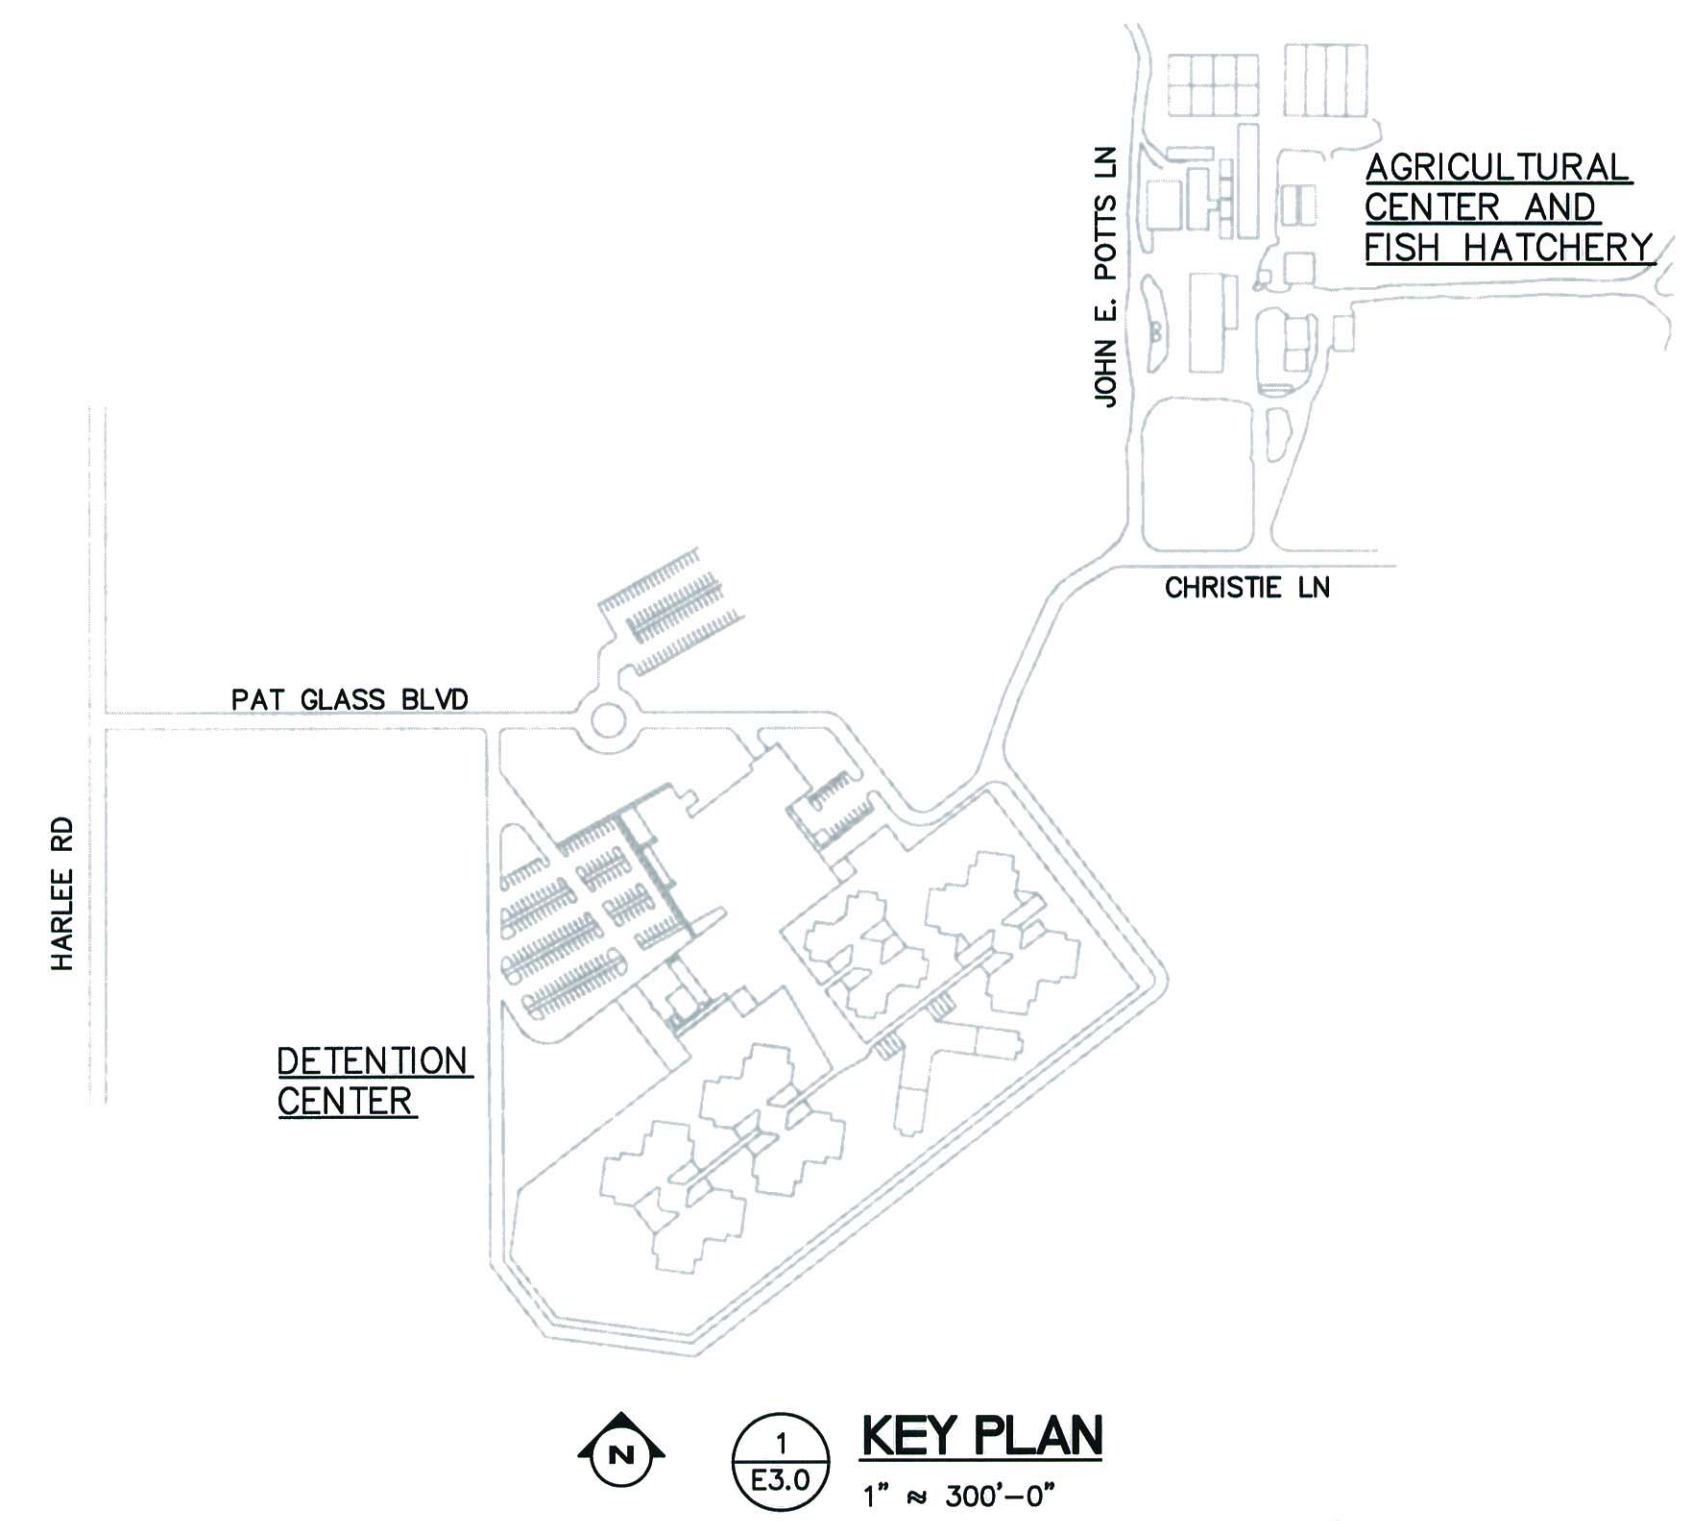 AGRICULTURAL
CENTER AND
FISH HATCHERY
JOHN E. POTTS LN
CHRISTIE LN
PAT GLASS BLVD
HARLEE RD
DETENTION
CENTER
N
1
E3.0
KEY PLAN
1" ≈ 300'-0"